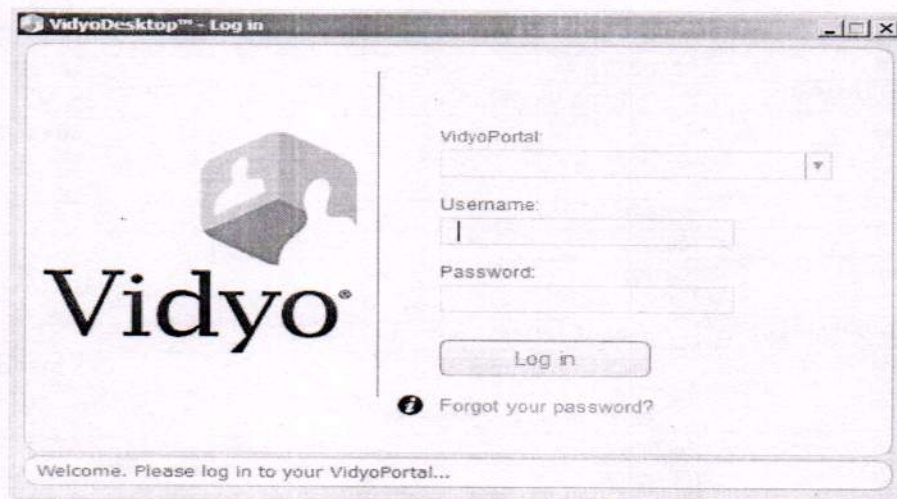 VidyoDesktop™ - Log in
VidyoPortal:
Username:
Password:
Log in
Forgot your password?
Vidyo®
Welcome. Please log in to your VidyoPortal...